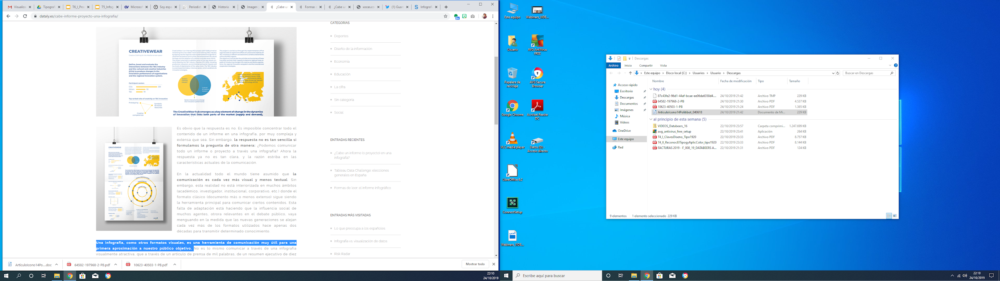 Visualiza
Tipografí
T6_I_Pro
T5_Infog
Microsof
Soy espa
Periodist
Historia
Imagen
¿Cabe un
Formas
¿Cabe un
xocas.co
(1) Guar
Infografi
dataly.es/cabe-informe-proyecto-una-infografia/
CREATIVEWEAR
Define, boost and evaluate the
interactions between the T&C industry
and the cultural and creative industries
(CCIs) to produce changes in the
innovation performance of organisations
and the regional innovation system.
Participant sectors
CCIs
Others
T&C
Top ranked roles of creativity on T&C innovation
Prototyping
Symbolic
territorial
resources
Creative
competences
The CreativeWear hub emerges as a key element of change in the dynamics
of innovation that links both parts of the market (supply and demand),
Es obvio que la respuesta es no. Es imposible concentrar todo el
contenido de un informe en una infografía, por muy compleja y
extensa que sea. Sin embargo, la respuesta no es tan sencilla si
formulamos la pregunta de otra manera: ¿Podemos comunicar
todo un informe o proyecto a través una infografía? Ahora la
respuesta ya no es tan clara, y la razón estriba en las
características actuales de la comunicación.
En la actualidad todo el mundo tiene asumido que la
comunicación es cada vez más visual y menos textual. Sin
embargo, esta realidad no está interiorizada en muchos ámbitos
(académico, investigador, institucional, corporativo, etc.) donde el
formato clásico (documento más o menos extenso) sigue siendo
la herramienta principal para comunicar ciertos contenidos. Esta
falta de adaptación está haciendo que la influencia social de
muchos agentes, otrora relevantes en el debate público, vaya
menguando en la medida que las nuevas generaciones se alejan
cada vez más de los formatos utilizados hace apenas dos
décadas para transmitir determinado conocimiento.
Una infografía, como otros formatos visuales, es una herramienta de comunicación muy útil para una
primera aproximación a nuestro público objetivo. No es lo mismo comunicar a través de una infografía
visualmente atractiva, que a través de un artículo de prensa de mil palabras, de un resumen ejecutivo de diez
CATEGORÍAS
Deportes
Diseño de la información
Economía
Educación
La cifra
Sin categoría
Social
ENTRADAS RECIENTES
¿Cabe un informe (o proyecto) en una
infografía?
Tableau Data Challenge: elecciones
generales en España
Formas de leer: el informe infográfico
ENTRADAS MÁS VISITADAS
Lo que preocupa a los españoles
Infografía vs. visualización de datos
Risk Radar
ArtículoIcono14Po....doc
64582-197968-2-PB.pdf
10623-40503-1-PB.pdf
Mostrar todo
22:10
24/10/2019
Este equipo
Webinars_VIDE...
Usuario
AVG AntiVirus
FREE
Papelera de
reciclaje
AVG Secure
Browser
Google Chrome
Acrobat Reader
DC
VLC media player
Datos (D) -
Acceso directo
LibreOffice 6.2
ConnectSetup
Webinars_VIDE...
Descargas
Archivo
Inicio
Compartir
Vista
Este equipo > Disco local (C:) > Usuarios > Usuario > Descargas
Buscar en Descargas
Acceso rápido
Escritorio
Descargas
Documentos
Imágenes
Música
Vídeos
OneDrive
Este equipo
Red
Nombre Fecha de modificación Tipo Tamaño
hoy (4)
87c43fe2-96d1-44af-bcae-ee06da6358d4.... 24/10/2019 21:42 Archivo TMP 229 KB
64582-197968-2-PB 24/10/2019 21:30 Archivo PDF 4.537 KB
10623-40503-1-PB 24/10/2019 21:24 Archivo PDF 1.365 KB
ArtículoIcono14Politibot_040618 24/10/2019 21:42 Documento de Mi... 229 KB
al principio de esta semana (5)
VIDEOS_Databeers_16 22/10/2019 23:57 Carpeta comprimi... 1.247.699 KB
avg_antivirus_free_setup 22/10/2019 23:41 Aplicación 264 KB
T4_I_ClavesDiseno_Tipo1920 22/10/2019 23:33 Archivo PDF 8.757 KB
T4_II_ReconocElTipogyAplicColor_tipo1920 22/10/2019 23:33 Archivo PDF 8.144 KB
FACTURAS 2019 - F_008_19_DATABEERS A... 22/10/2019 21:31 Archivo PDF 124 KB
9 elementos
1 elemento seleccionado 229 KB
Escribe aquí para buscar
22:10
24/10/2019